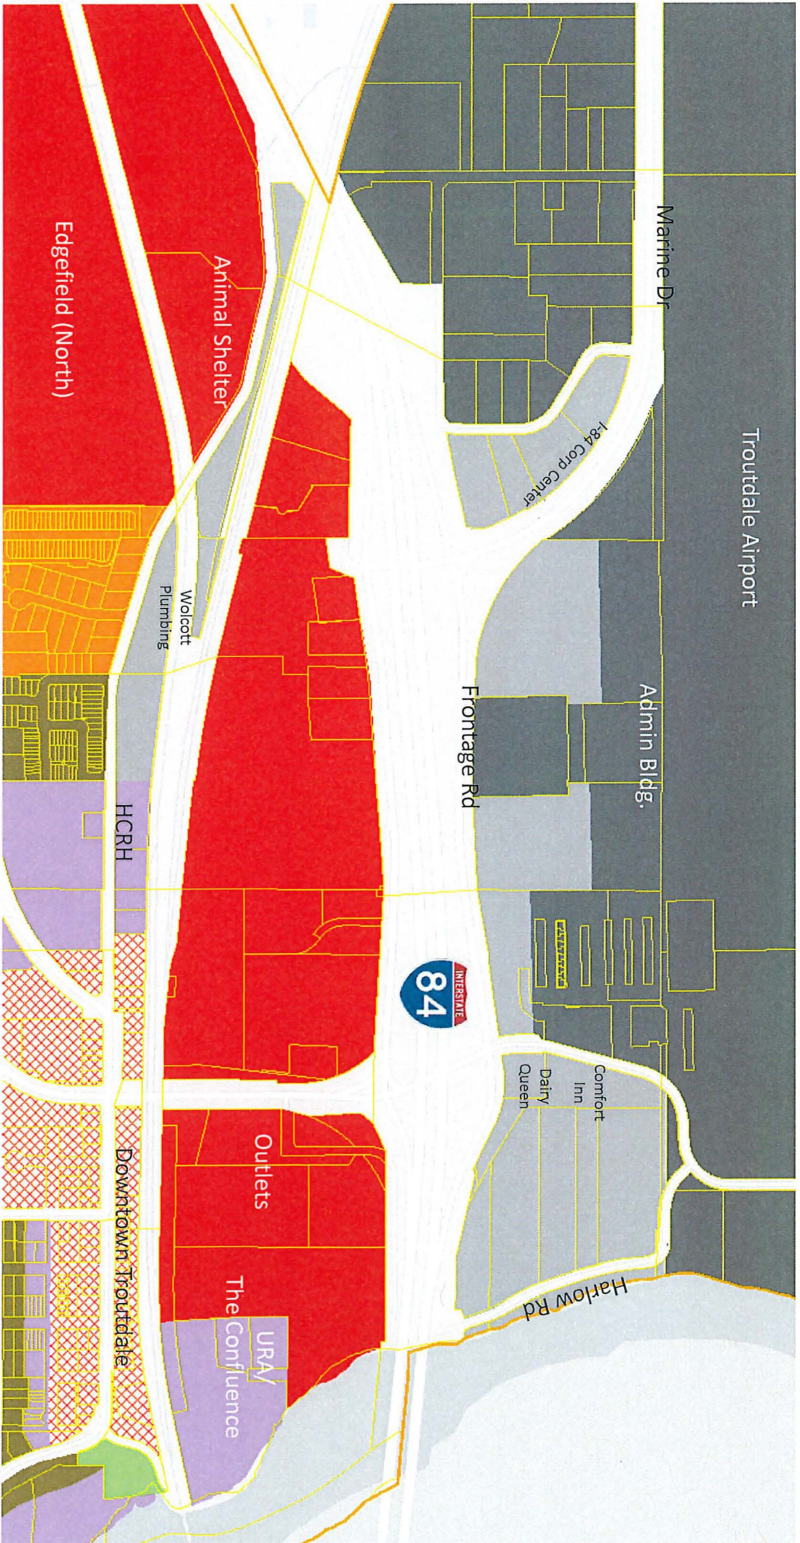 Troutdale Airport
Marine Dr
I-84 Corp Center
Admin Bldg.
Frontage Rd
Comfort
Inn
Dairy
Queen
Harlow Rd
INTERSTATE
84
Animal Shelter
Edgefield (North)
Wolcott
Plumbing
HCRH
Outlets
URA/
The Confluence
Downtown Troutdale